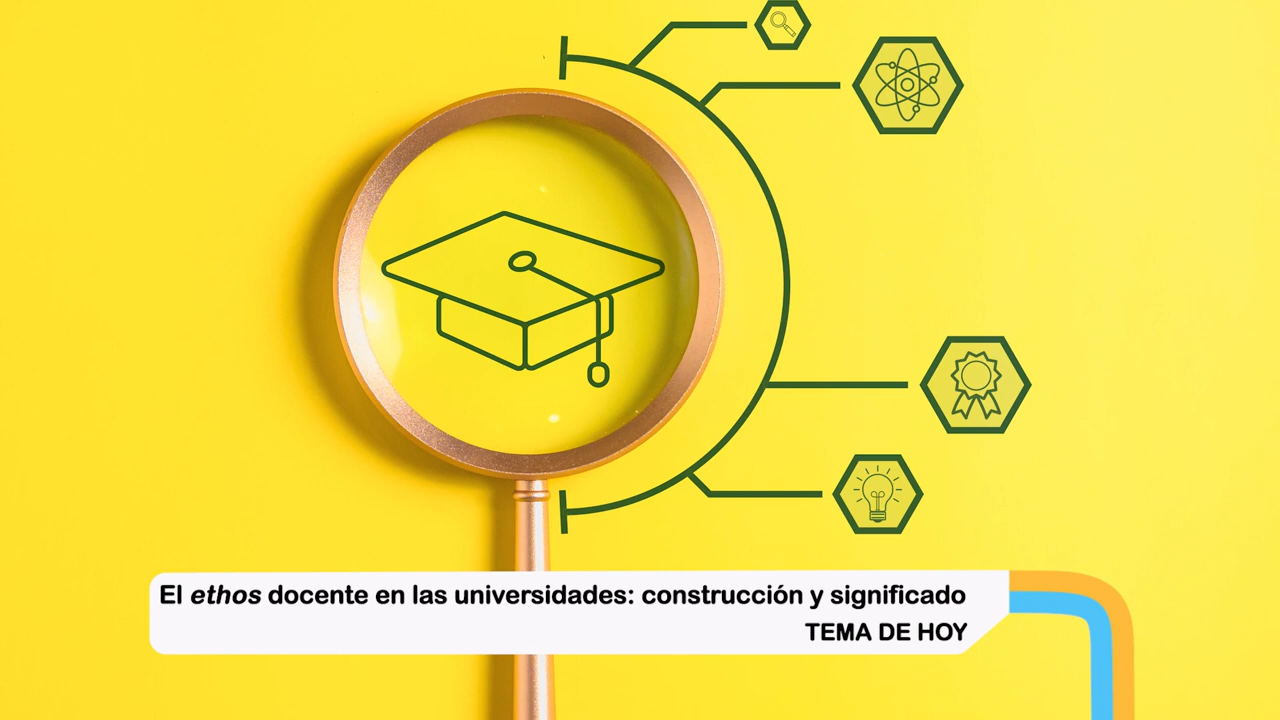 El ethos docente en las universidades: construcción y significado
TEMA DE HOY